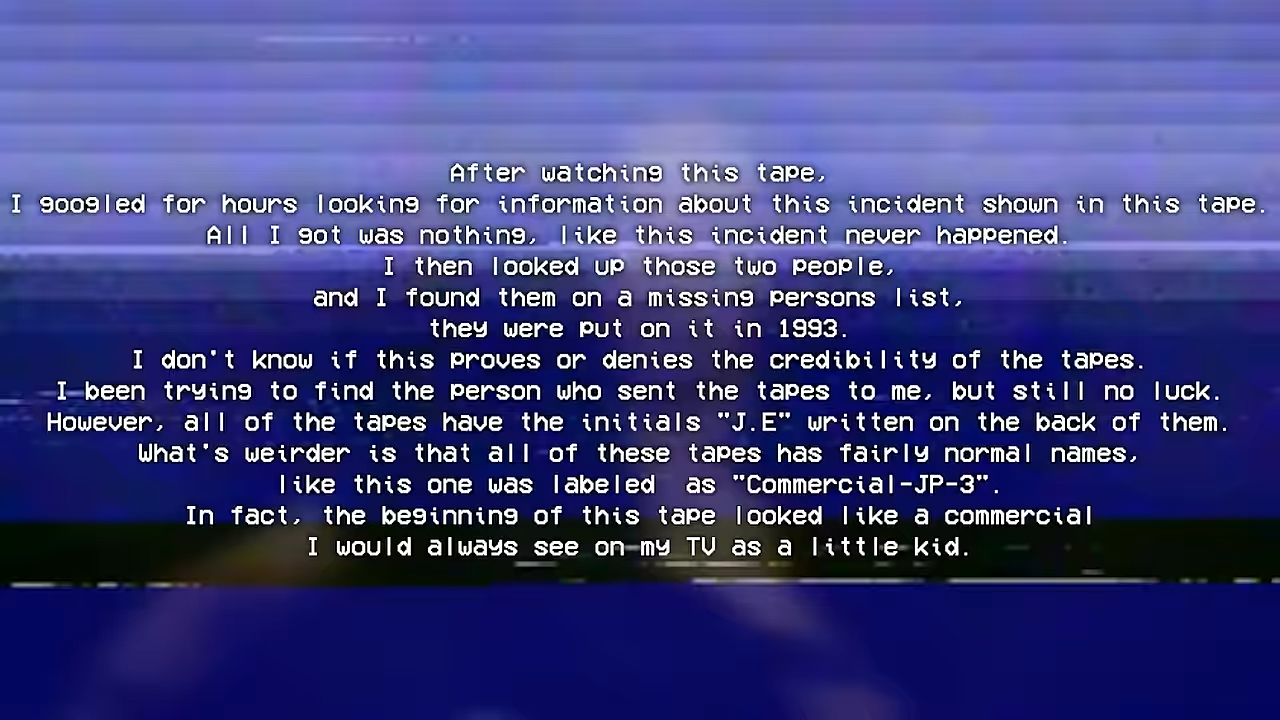 After watching this tape,
I googled for hours looking for information about this incident shown in this tape.
All I got was nothing, like this incident never happened.
I then looked up those two people,
and I found them on a missing persons list,
they were put on it in 1993.
I don't know if this proves or denies the credibility of the tapes.
I been trying to find the person who sent the tapes to me, but still no luck.
However, all of the tapes have the initials "J.E" written on the back of them.
What's weirder is that all of these tapes has fairly normal names,
like this one was labeled  as "Commercial-JP-3".
In fact, the beginning of this tape looked like a commercial
I would always see on my TV as a little kid.